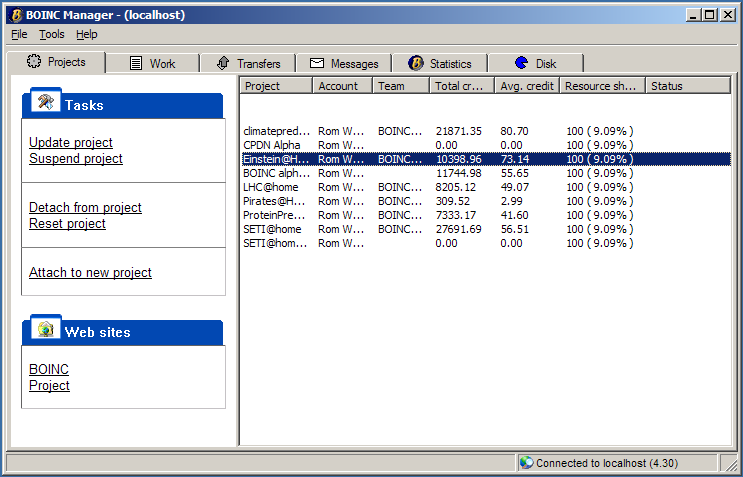 BOINC Manager - (localhost)
File Tools Help
Projects Work Transfers Messages Statistics Disk
Tasks
Update project
Suspend project
Detach from project
Reset project
Attach to new project
Web sites
BOINC
Project
Project Account Team Total cr... Avg. credit Resource sh... Status
climatepred... Rom W... BOINC... 21871.35 80.70 100 ( 9.09% )
CPDN Alpha Rom W... 0.00 0.00 100 ( 9.09% )
Einstein@H... Rom W... BOINC... 10398.96 73.14 100 ( 9.09% )
BOINC alph... Rom W... 11744.98 55.65 100 ( 9.09% )
LHC@home Rom W... BOINC... 8205.12 49.07 100 ( 9.09% )
Pirates@H... Rom W... BOINC... 309.52 2.99 100 ( 9.09% )
ProteinPre... Rom W... BOINC... 7333.17 41.60 100 ( 9.09% )
SETI@home Rom W... BOINC... 27691.69 56.51 100 ( 9.09% )
SETI@hom... Rom W... 0.00 0.00 100 ( 9.09% )
Connected to localhost (4.30)